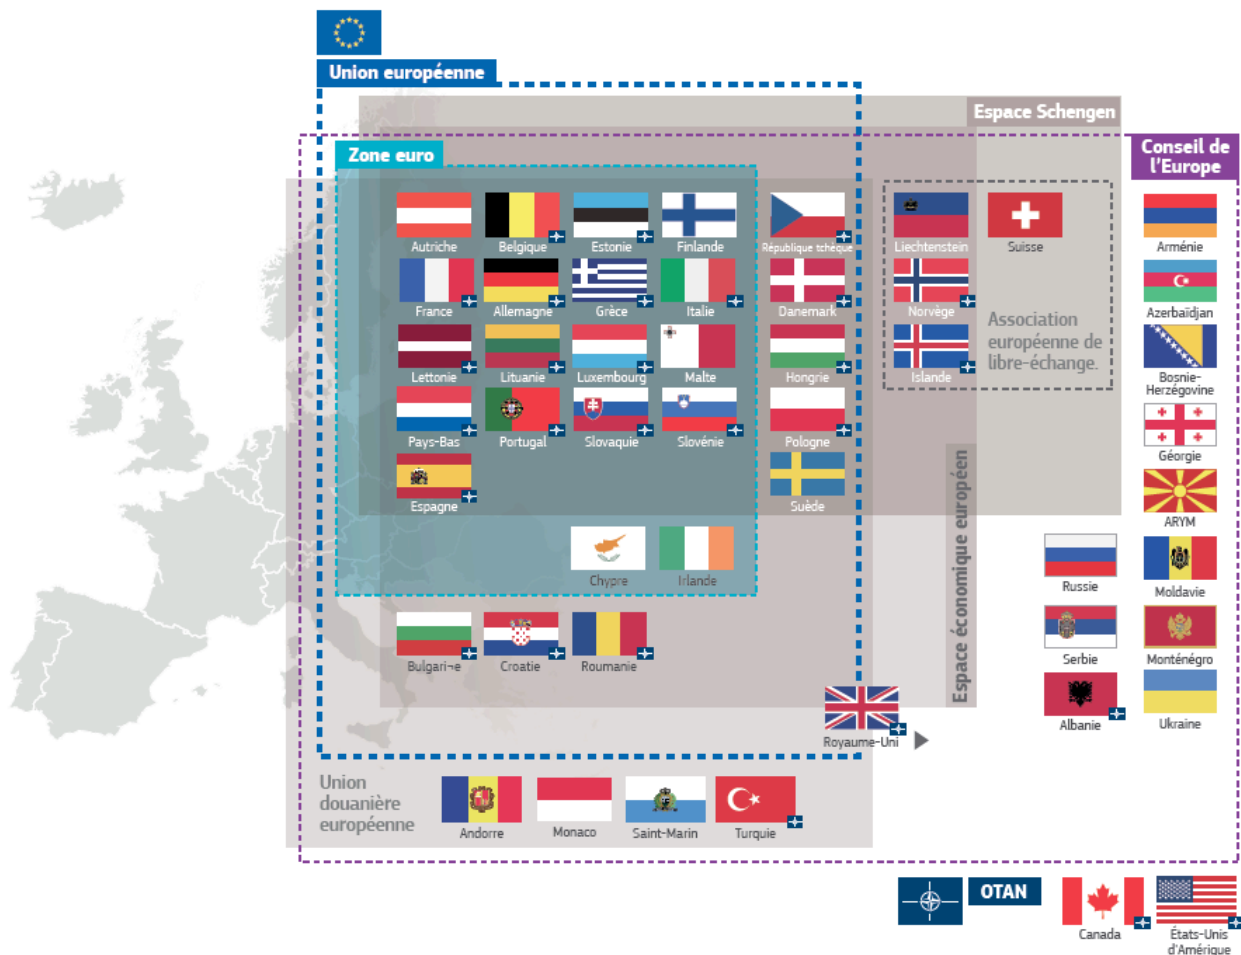 Union européenne
Espace Schengen
Conseil de
l'Europe
Zone euro
Autriche
Belgique
Estonie
Finlande
République tchèque
Liechtenstein
Suisse
Arménie
France
Allemagne
Grèce
Italie
Danemark
Norvège
Azerbaïdjan
Association
européenne de
libre-échange.
Lettonie
Lituanie
Luxembourg
Malte
Hongrie
Islande
Bosnie-
Herzégovine
Pays-Bas
Portugal
Slovaquie
Slovénie
Pologne
Géorgie
Espagne
Suède
Espace économique européen
ARYM
Chypre
Irlande
Russie
Moldavie
Bulgari¬e
Croatie
Roumanie
Serbie
Monténégro
Royaume-Uni
Albanie
Ukraine
Union
douanière
européenne
Andorre
Monaco
Saint-Marin
Turquie
OTAN
Canada
États-Unis
d'Amérique